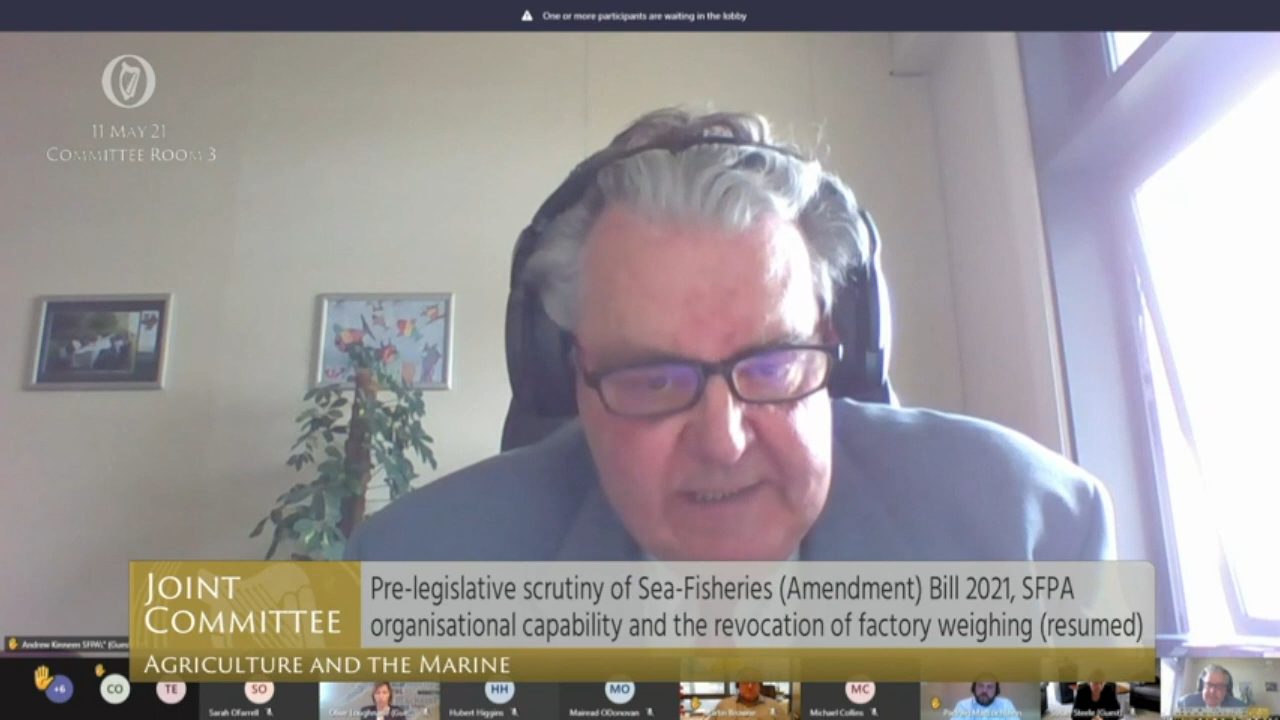 One or more participants are waiting in the lobby
11 May 21
Committee Room 3
Joint
Committee
Pre-legislative scrutiny of Sea-Fisheries (Amendment) Bill 2021, SFPA
organisational capability and the revocation of factory weighing (resumed)
Agriculture and the Marine
+6
CO
TE
SO
HH
MO
MC
Sarah OFarrell
Hubert Higgins
Mairead ODonovan
Martin Browne
Michael Collins